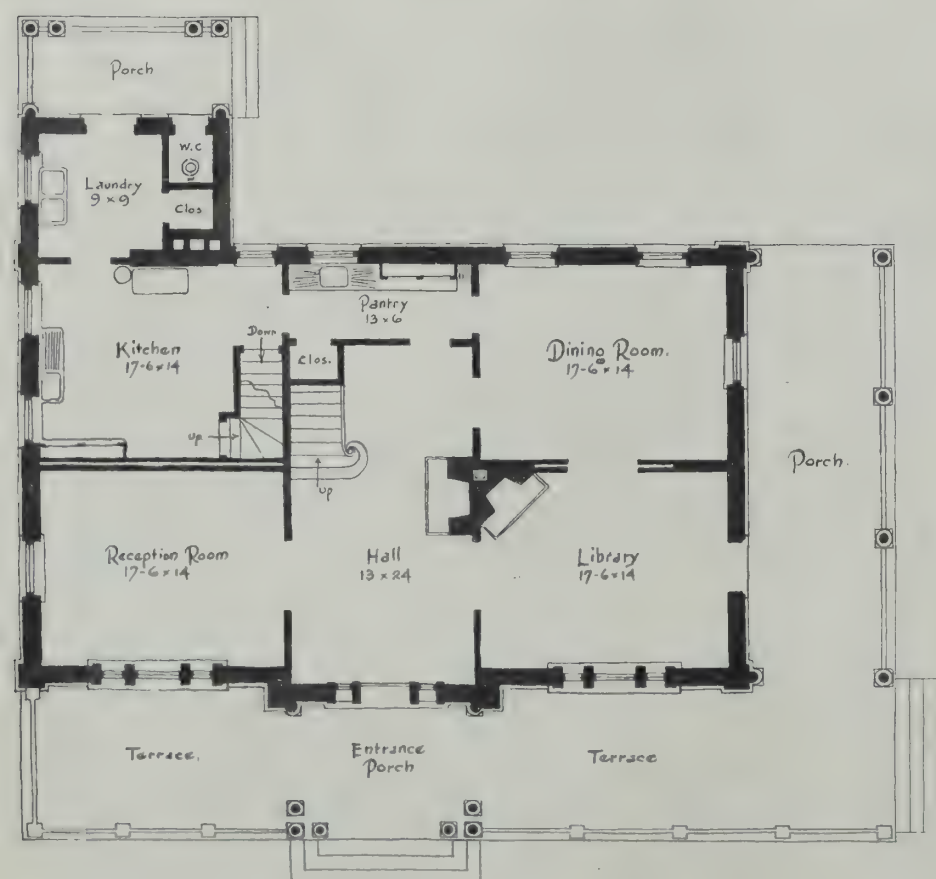 Porch
W.C
Laundry
9 x 9
Clos
Pantry
13 x 6
Down
Kitchen
17-6 x 14
Clos.
Dining Room.
17-6 x 14
Up
Up
Porch.
Reception Room
17-6 x 14
Hall
13 x 24
Library
17-6 x 14
Terrace.
Entrance
Porch
Terrace